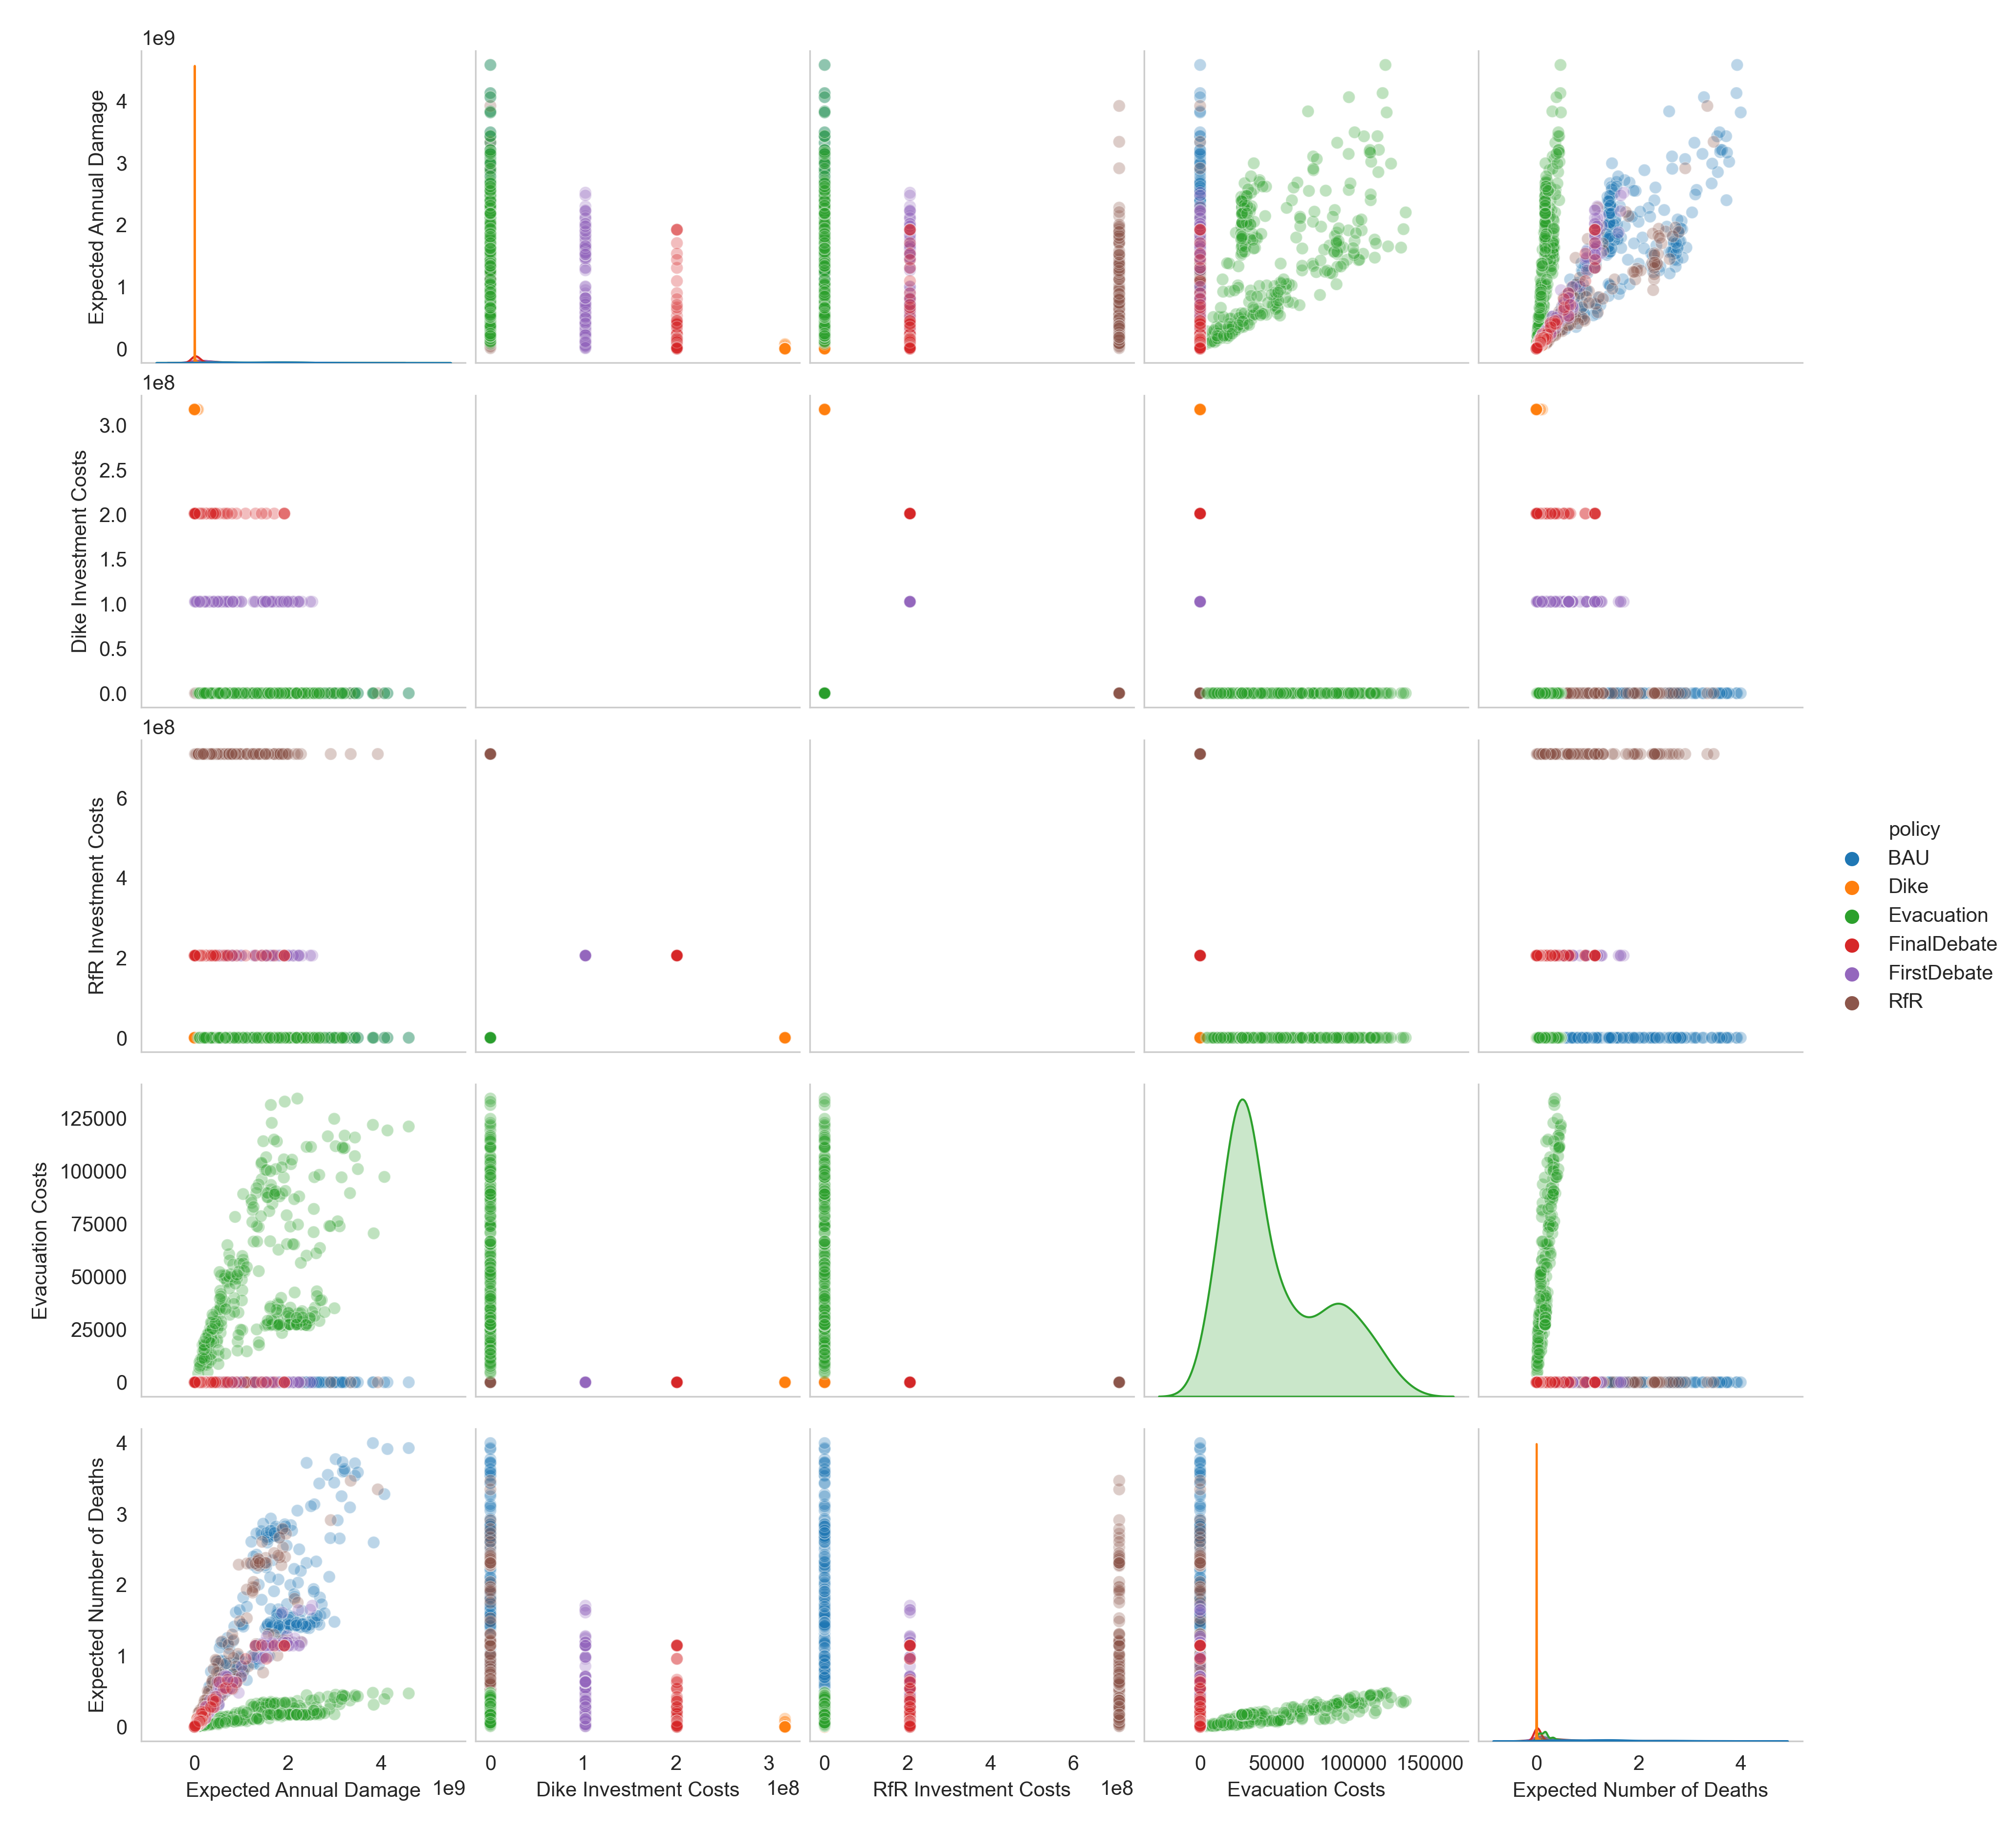 1e9
Expected Annual Damage
4
3
2
1
0
1e8
Dike Investment Costs
3.0
2.5
2.0
1.5
1.0
0.5
0.0
1e8
RfR Investment Costs
6
4
2
0
policy
BAU
Dike
Evacuation
FinalDebate
FirstDebate
RfR
Evacuation Costs
125000
100000
75000
50000
25000
0
Expected Number of Deaths
4
3
2
1
0
0 2 4
Expected Annual Damage 1e9
0 1 2 3
Dike Investment Costs 1e8
0 2 4 6
RfR Investment Costs 1e8
0 50000 100000 150000
Evacuation Costs
0 2 4
Expected Number of Deaths